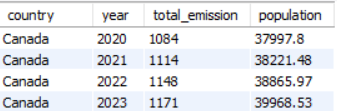 country year total_emission population
Canada 2020 1084 37997.8
Canada 2021 1114 38221.48
Canada 2022 1148 38865.97
Canada 2023 1171 39968.53